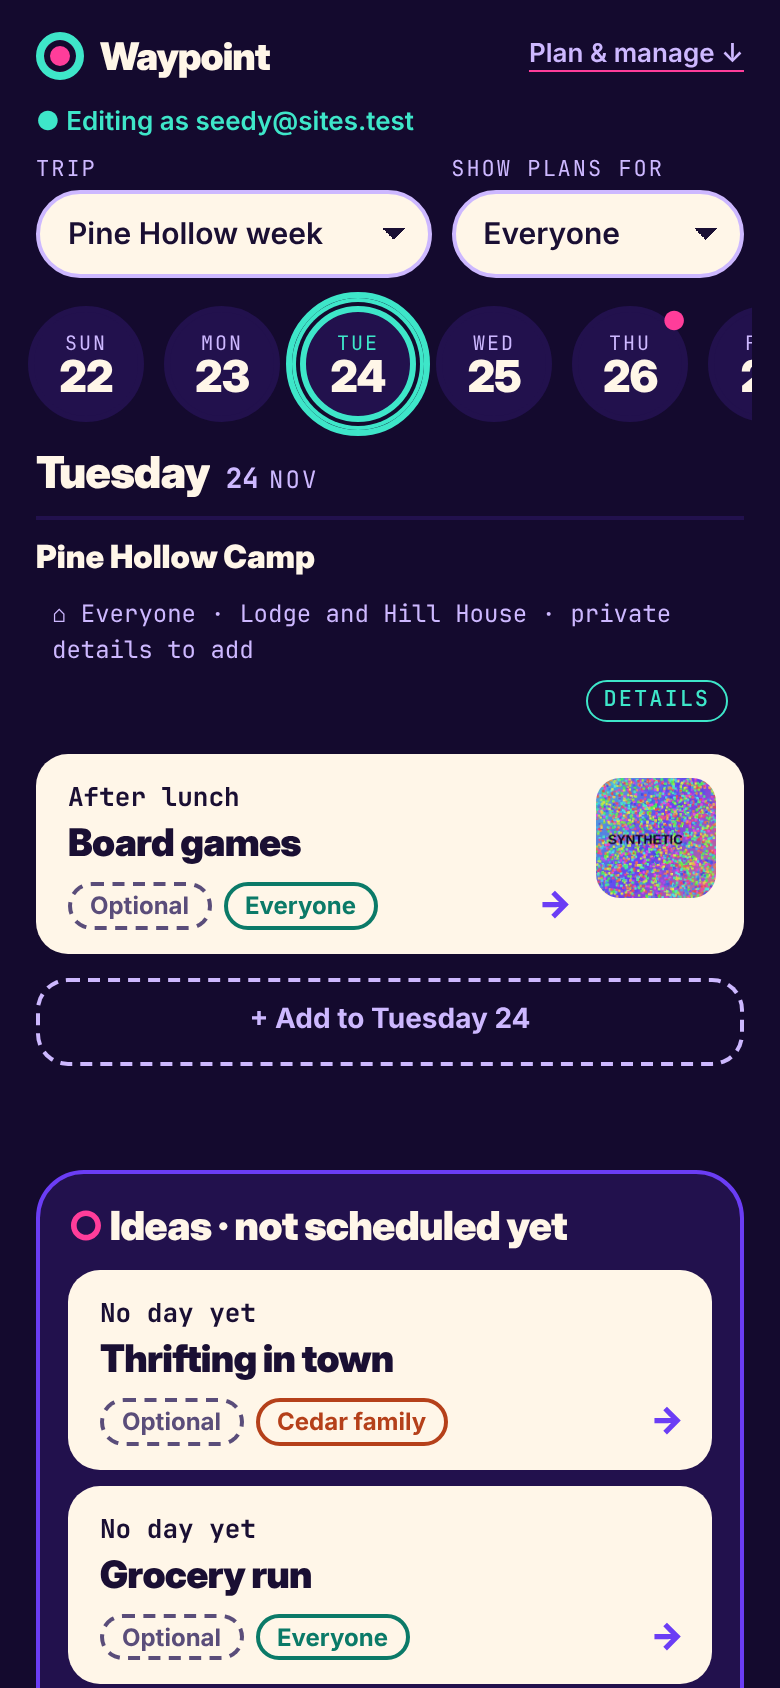 Waypoint
Plan & manage ↓
Editing as seedy@sites.test
TRIP
SHOW PLANS FOR
Pine Hollow week
Everyone
SUN
22
MON
23
TUE
24
WED
25
THU
26
Tuesday 24 NOV
Pine Hollow Camp
⌂ Everyone · Lodge and Hill House · private
details to add
DETAILS
After lunch
Board games
Optional
Everyone
→
SYNTHETIC
+ Add to Tuesday 24
Ideas · not scheduled yet
No day yet
Thrifting in town
Optional
Cedar family
→
No day yet
Grocery run
Optional
Everyone
→